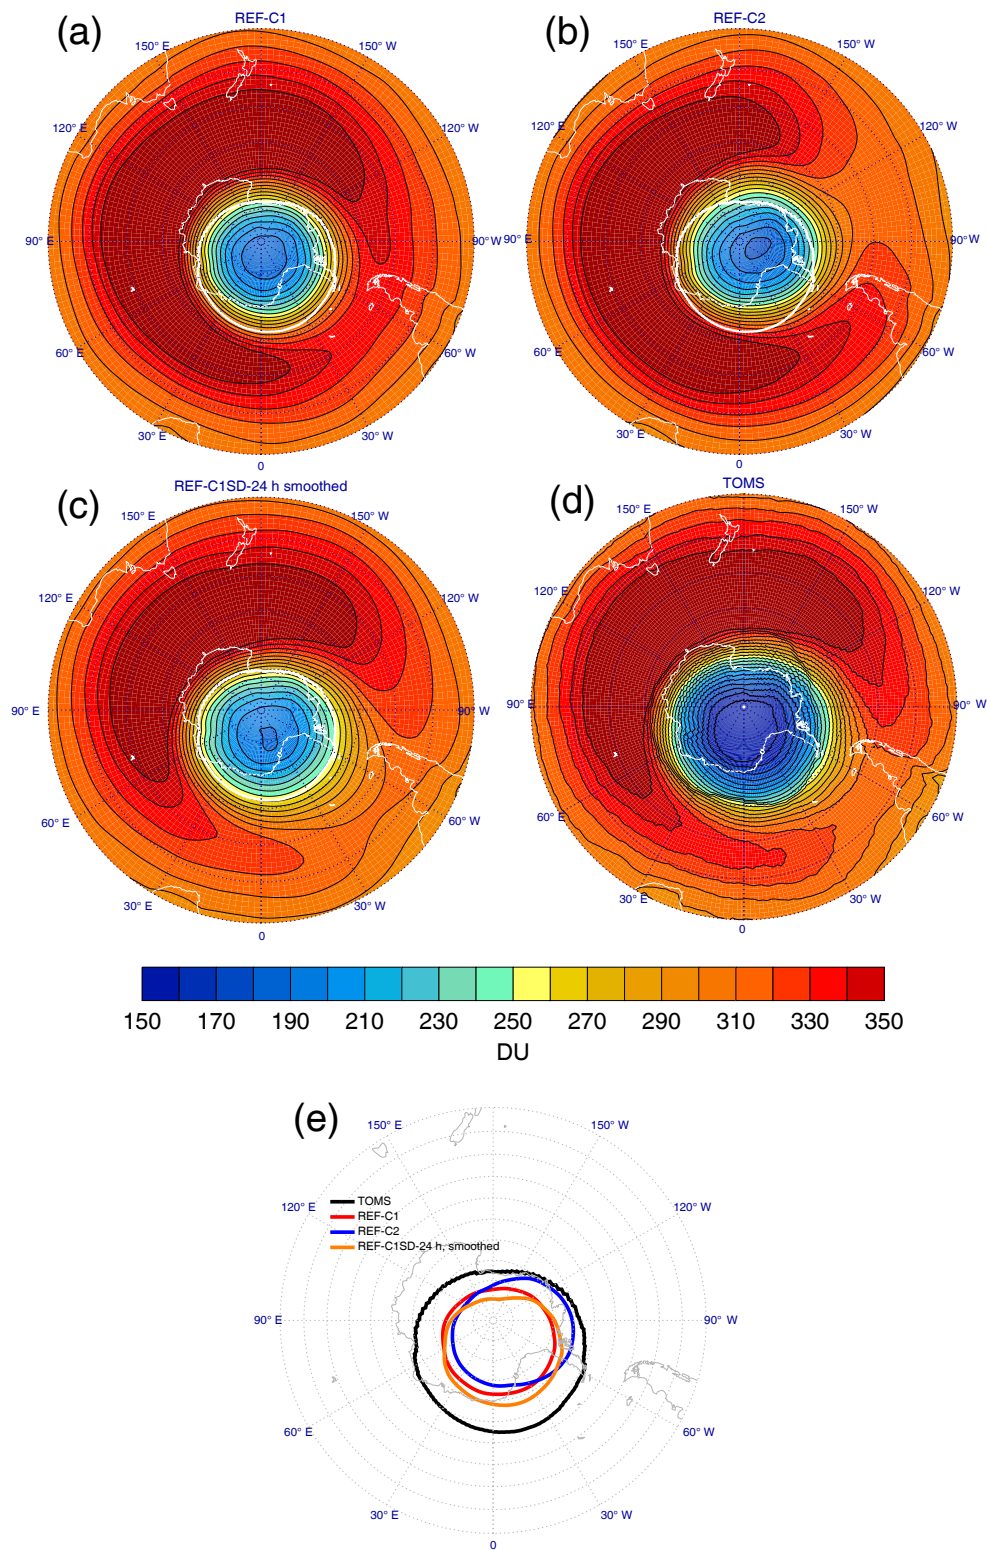 (a)
REF-C1
150° E
150° W
120° E
120° W
90° E
90° W
60° E
60° W
30° E
30° W
0
(b)
REF-C2
150° E
150° W
120° E
120° W
90° E
90° W
60° E
60° W
30° E
30° W
0
(c)
REF-C1SD-24 h smoothed
150° E
150° W
120° E
120° W
90° E
90° W
60° E
60° W
30° E
30° W
0
(d)
TOMS
150° E
150° W
120° E
120° W
90° E
90° W
60° E
60° W
30° E
30° W
0
150 170 190 210 230 250 270 290 310 330 350
DU
(e)
150° E
150° W
120° E
120° W
TOMS
REF-C1
REF-C2
REF-C1SD-24 h, smoothed
90° E
90° W
60° E
60° W
30° E
30° W
0